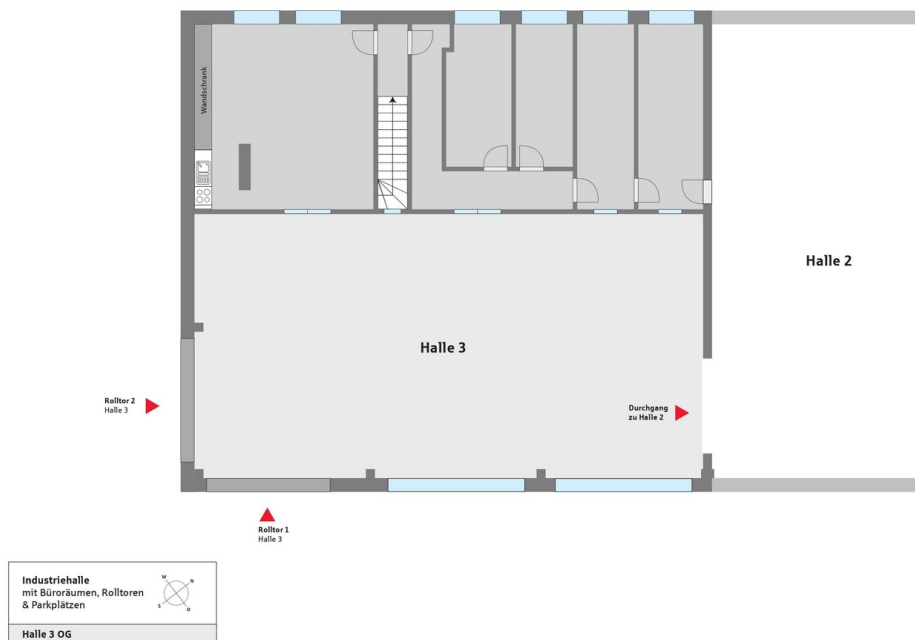 Wandschrank
Halle 2
Halle 3
Rolltor 2
Halle 3
Durchgang
zu Halle 2
Rolltor 1
Halle 3
Industriehalle
mit Büroräumen, Rolltoren
& Parkplätzen
W
N
S
O
Halle 3 OG